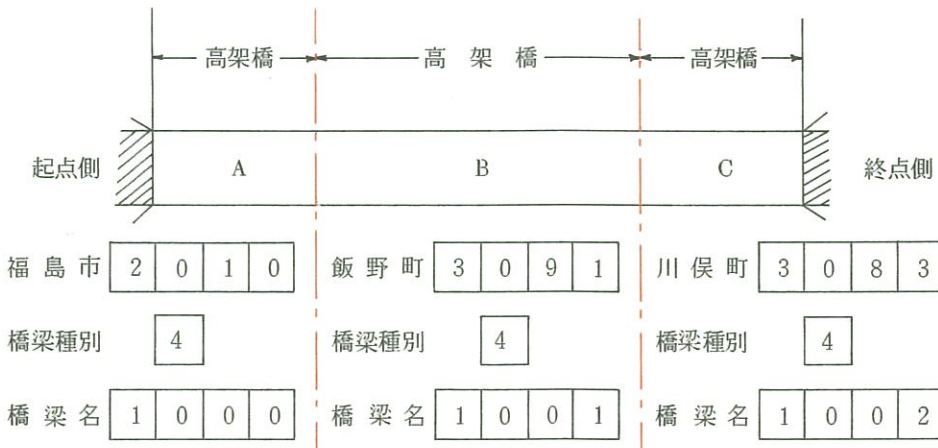 高架橋 高架橋 高架橋
起点側 A B C 終点側
福島市 2 0 1 0 飯野町 3 0 9 1 川俣町 3 0 8 3
橋梁種別 4 橋梁種別 4 橋梁種別 4
橋梁名 1 0 0 0 橋梁名 1 0 0 1 橋梁名 1 0 0 2